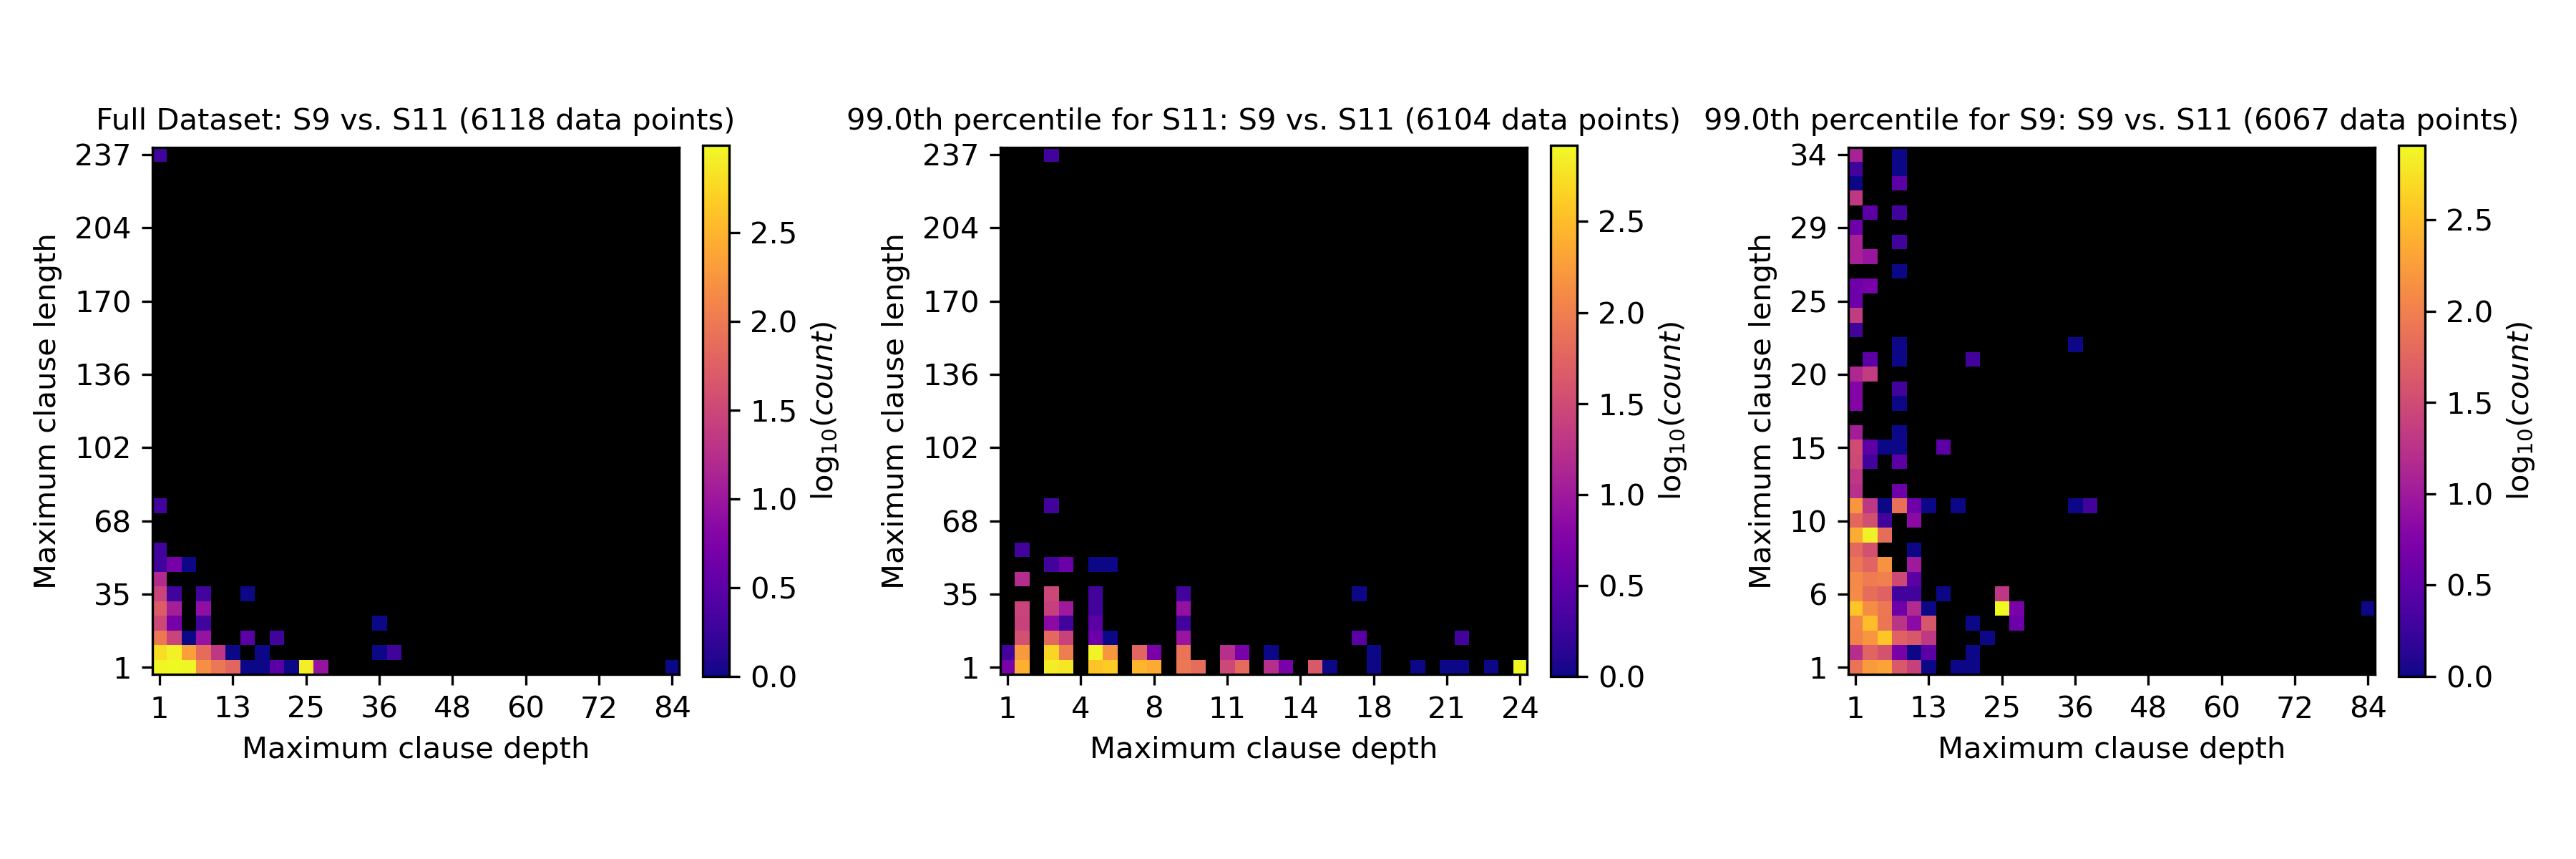 Full Dataset: S9 vs. S11 (6118 data points)
237
204
170
136
102
68
35
1
Maximum clause length
1 13 25 36 48 60 72 84
Maximum clause depth
2.5
2.0
1.5
1.0
0.5
0.0
log₁₀(count)
99.0th percentile for S11: S9 vs. S11 (6104 data points)
237
204
170
136
102
68
35
1
Maximum clause length
1 4 8 11 14 18 21 24
Maximum clause depth
2.5
2.0
1.5
1.0
0.5
0.0
log₁₀(count)
99.0th percentile for S9: S9 vs. S11 (6067 data points)
34
29
25
20
15
10
6
1
Maximum clause length
1 13 25 36 48 60 72 84
Maximum clause depth
2.5
2.0
1.5
1.0
0.5
0.0
log₁₀(count)